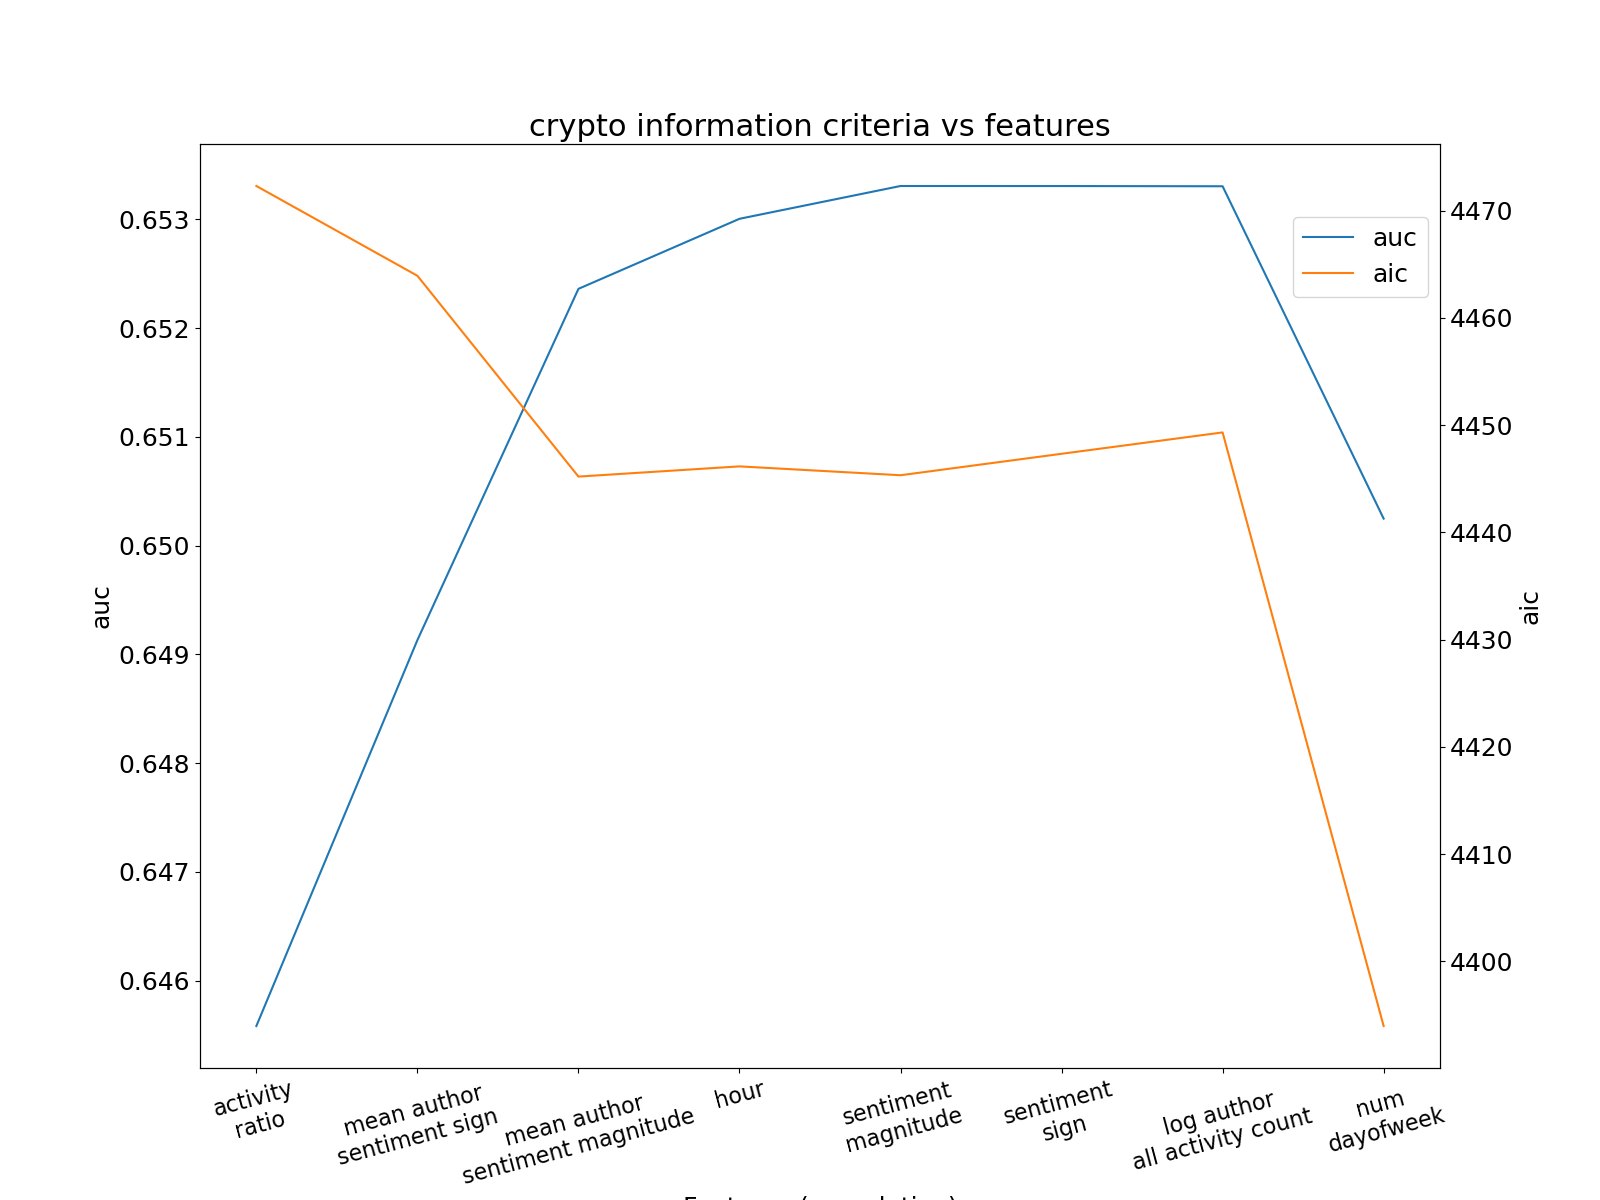 crypto information criteria vs features
0.653
0.652
0.651
0.650
0.649
0.648
0.647
0.646
auc
4470
4460
4450
4440
4430
4420
4410
4400
aic
auc
aic
activity
ratio
mean author
sentiment sign
mean author
sentiment magnitude
hour
sentiment
magnitude
sentiment
sign
log author
all activity count
num
dayofweek